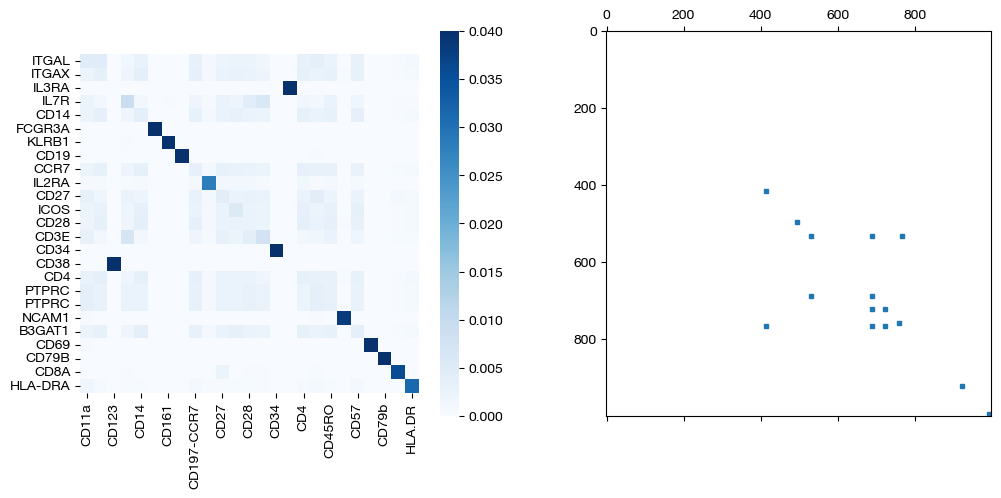 ITGAL
ITGAX
IL3RA
IL7R
CD14
FCGR3A
KLRB1
CD19
CCR7
IL2RA
CD27
ICOS
CD28
CD3E
CD34
CD38
CD4
PTPRC
PTPRC
NCAM1
B3GAT1
CD69
CD79B
CD8A
HLA-DRA
CD11a
CD123
CD14
CD161
CD197-CCR7
CD27
CD28
CD34
CD4
CD45RO
CD57
CD79b
HLA.DR
0.040
0.035
0.030
0.025
0.020
0.015
0.010
0.005
0.000
0 200 400 600 800
0
200
400
600
800